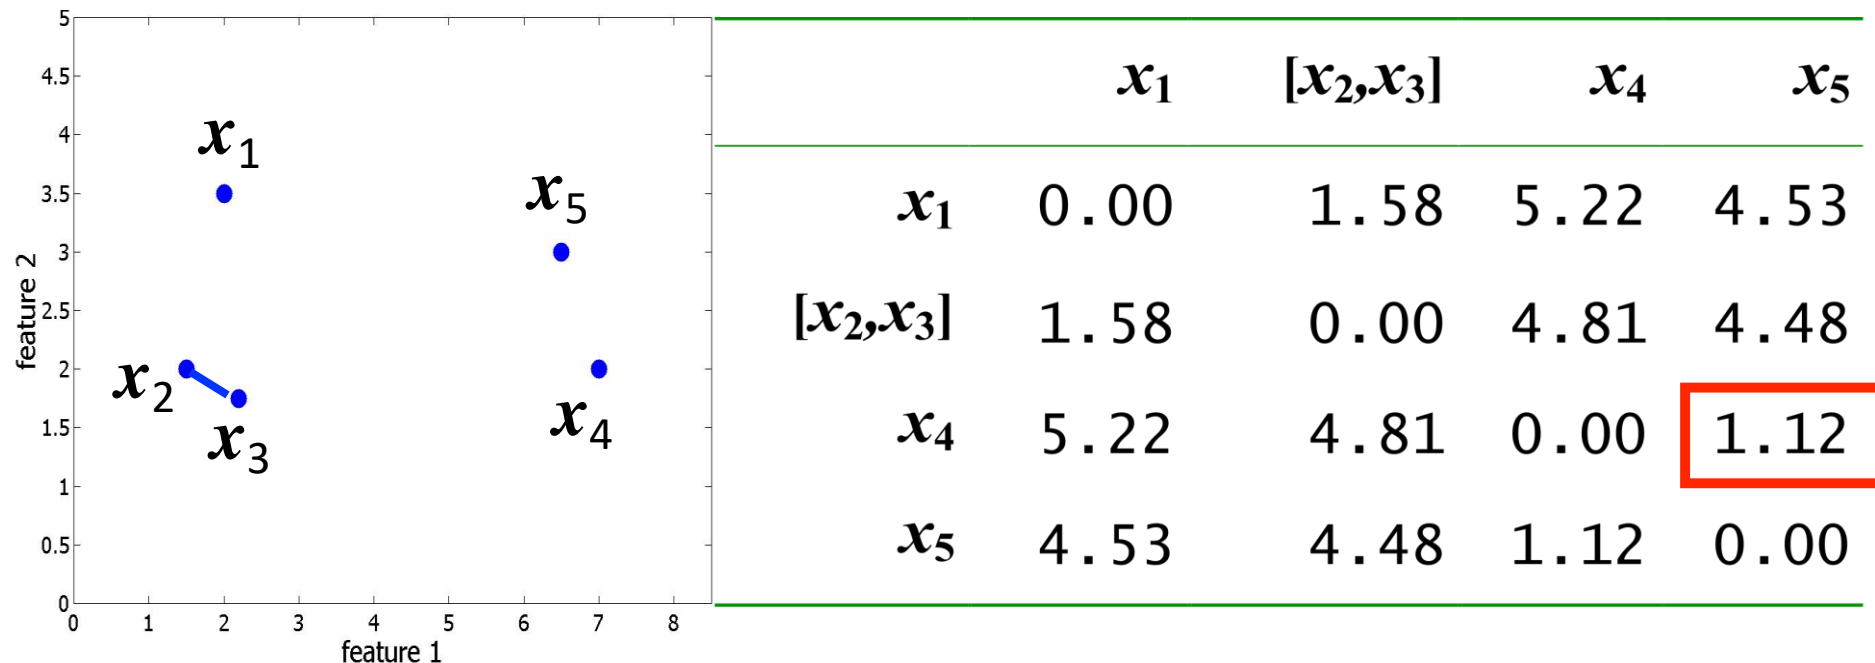 5
4.5
4
3.5
3
2.5
2
1.5
1
0.5
0
feature 2
x1
x5
x2
x3
x4
0 1 2 3 4 5 6 7 8
feature 1
x1 [x2,x3] x4 x5
x1 0.00 1.58 5.22 4.53
[x2,x3] 1.58 0.00 4.81 4.48
x4 5.22 4.81 0.00 1.12
x5 4.53 4.48 1.12 0.00